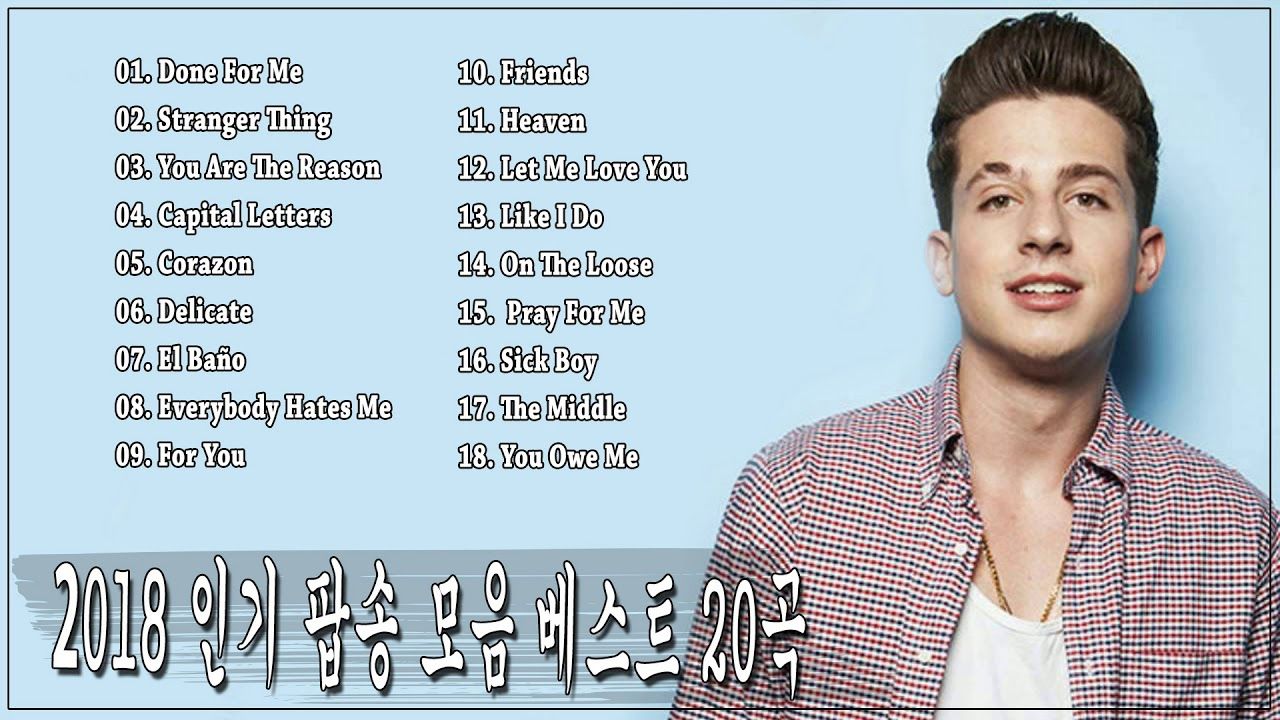 01. Done For Me
02. Stranger Thing
03. You Are The Reason
04. Capital Letters
05. Corazon
06. Delicate
07. El Baño
08. Everybody Hates Me
09. For You
10. Friends
11. Heaven
12. Let Me Love You
13. Like I Do
14. On The Loose
15. Pray For Me
16. Sick Boy
17. The Middle
18. You Owe Me
2018 인기 팝송 모음 베스트 20곡